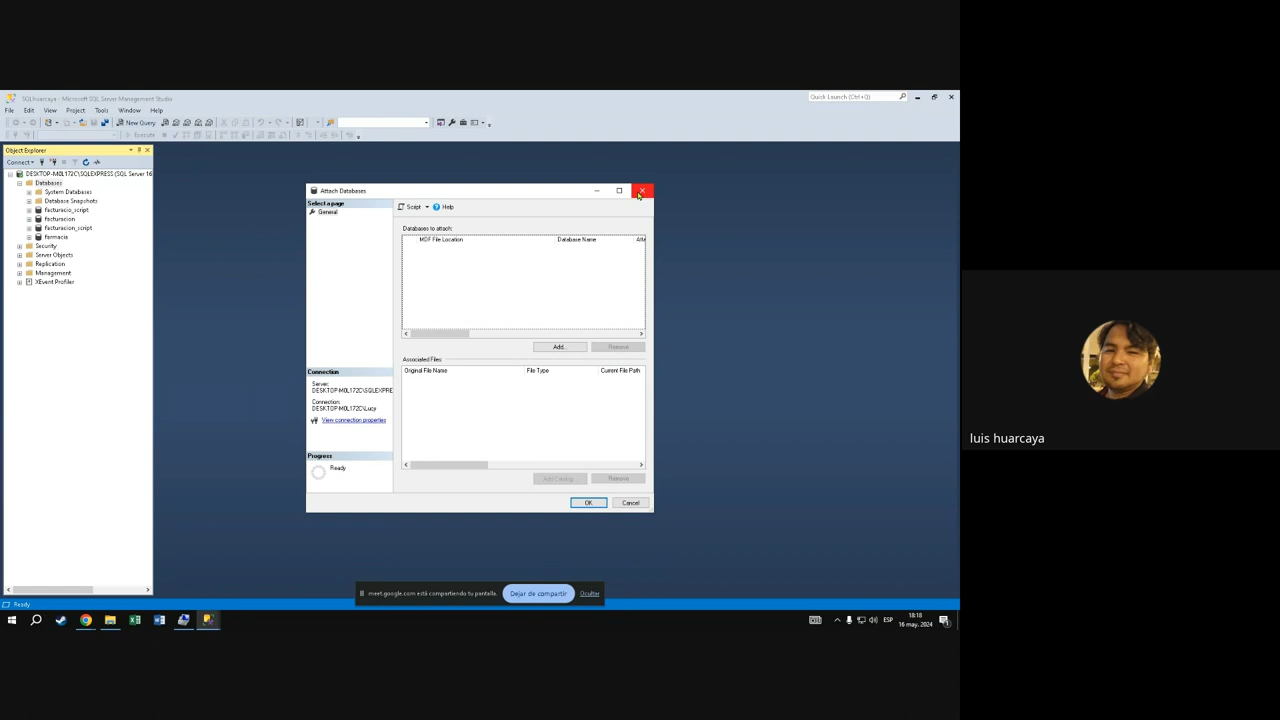 SQLhuarcaya - Microsoft SQL Server Management Studio
Quick Launch (Ctrl+Q)
File Edit View Project Tools Window Help
New Query
Execute
Object Explorer
Connect
DESKTOP-M0L172C\SQLEXPRESS (SQL Server 16
Databases
System Databases
Database Snapshots
facturacio_script
facturacion
facturacion_script
farmacia
Security
Server Objects
Replication
Management
XEvent Profiler
Attach Databases
Select a page
General
Script Help
Databases to attach:
MDF File Location Database Name Atta
Add... Remove
Associated Files:
Original File Name File Type Current File Path
Connection
Server:
DESKTOP-M0L172C\SQLEXPRE
Connection:
DESKTOP-M0L172C\Lucy
View connection properties
Progress
Ready
Add Catalog... Remove
OK Cancel
luis huarcaya
meet.google.com está compartiendo tu pantalla.
Dejar de compartir
Ocultar
Ready
ESP
18:18
16 may. 2024